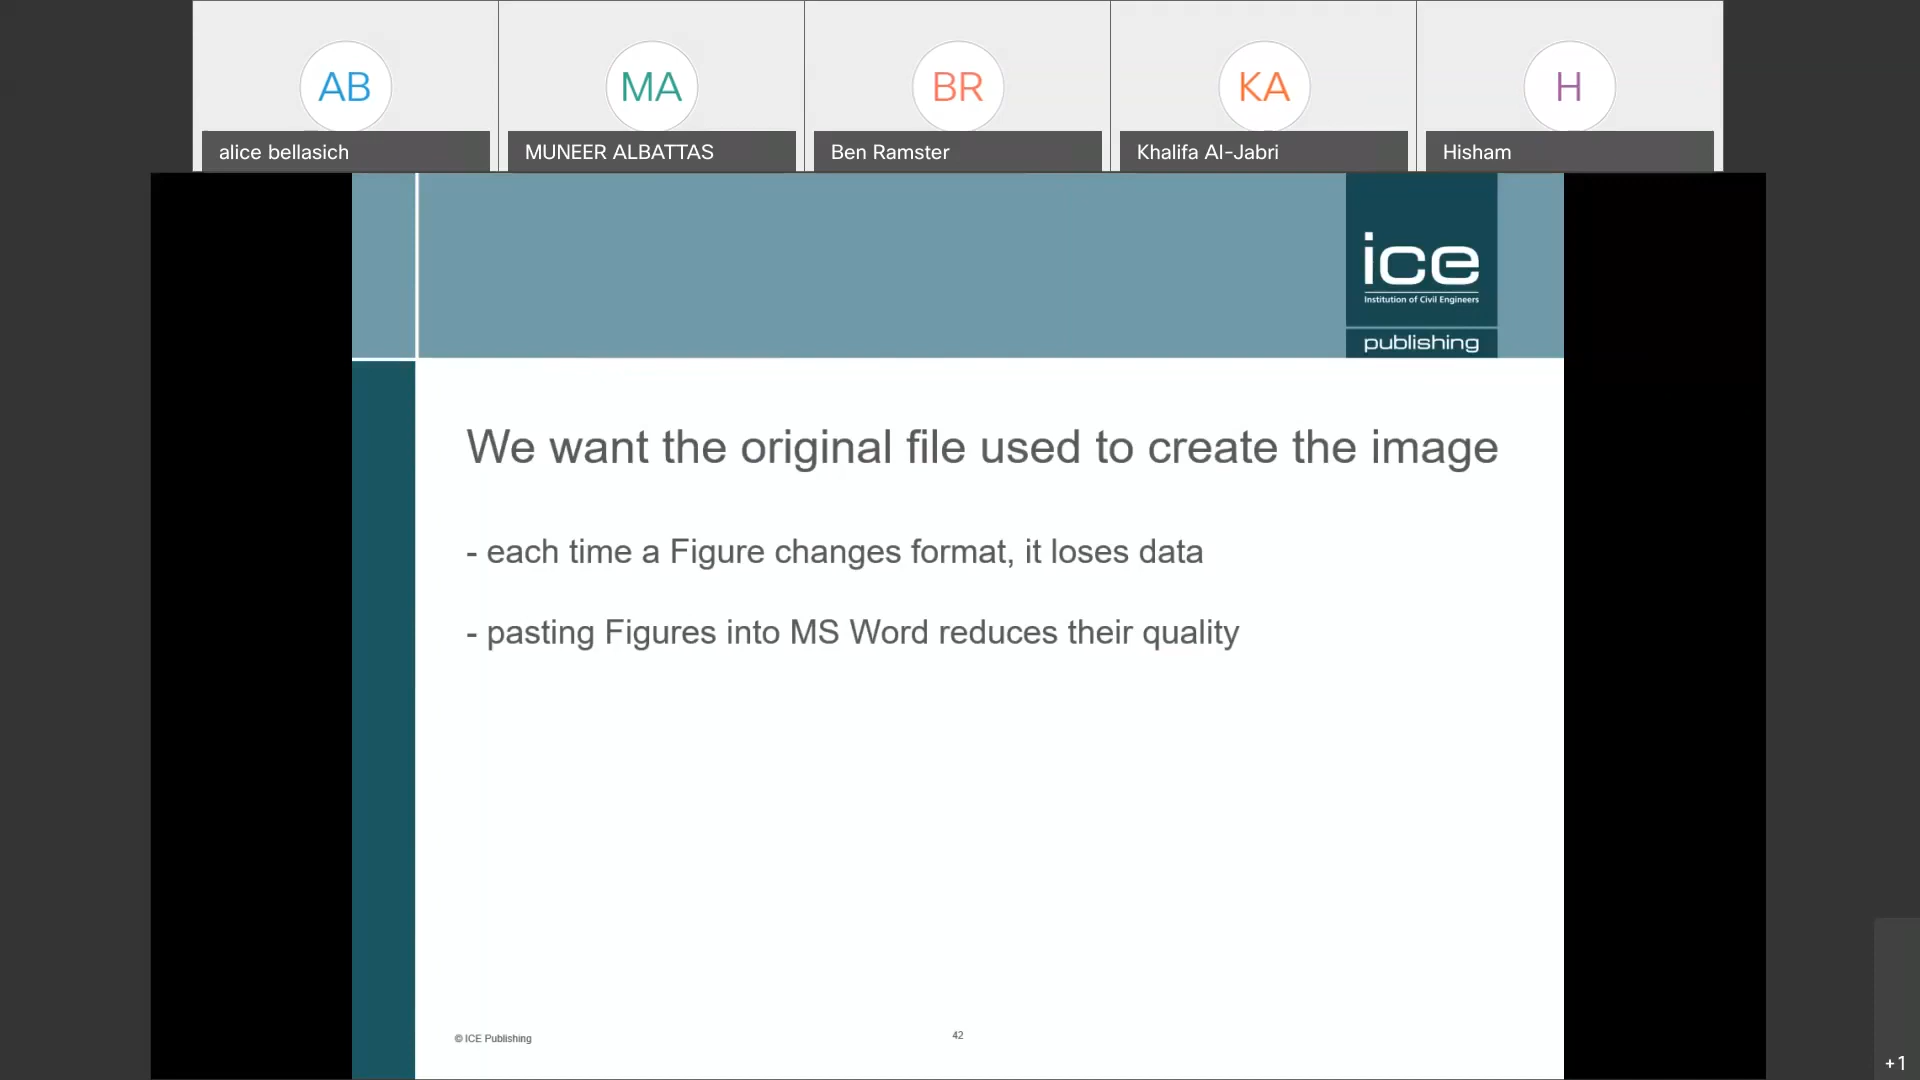 AB
MA
BR
KA
H
alice bellasich
MUNEER ALBATTAS
Ben Ramster
Khalifa Al-Jabri
Hisham
ice
Institution of Civil Engineers
publishing
We want the original file used to create the image
- each time a Figure changes format, it loses data
- pasting Figures into MS Word reduces their quality
© ICE Publishing
42
+1